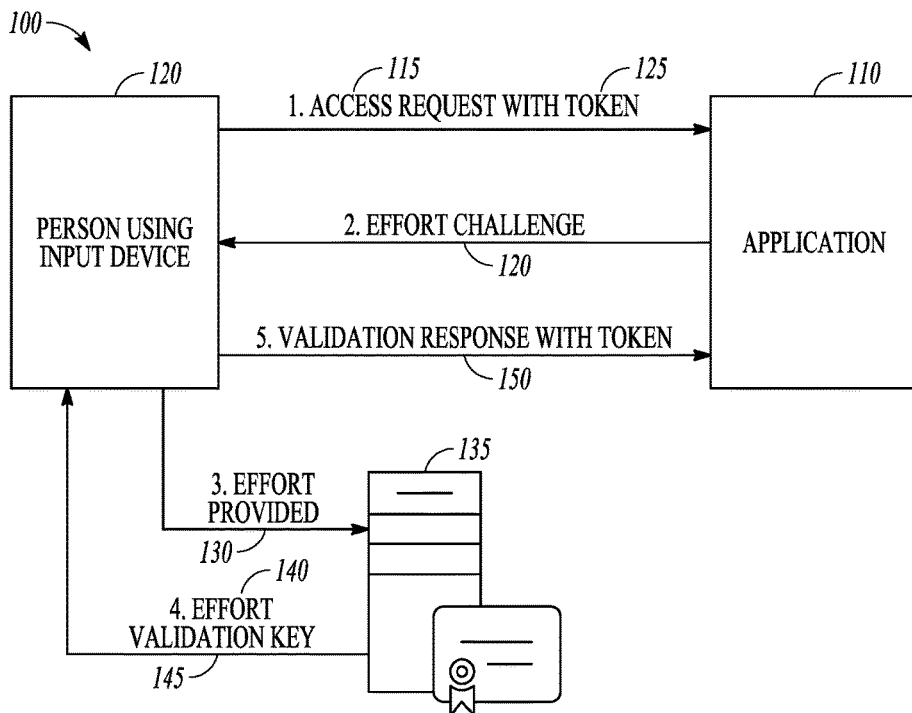 100
120
115
125
110
1. ACCESS REQUEST WITH TOKEN
PERSON USING
INPUT DEVICE
2. EFFORT CHALLENGE
120
APPLICATION
5. VALIDATION RESPONSE WITH TOKEN
150
135
3. EFFORT
PROVIDED
130
140
4. EFFORT
VALIDATION KEY
145